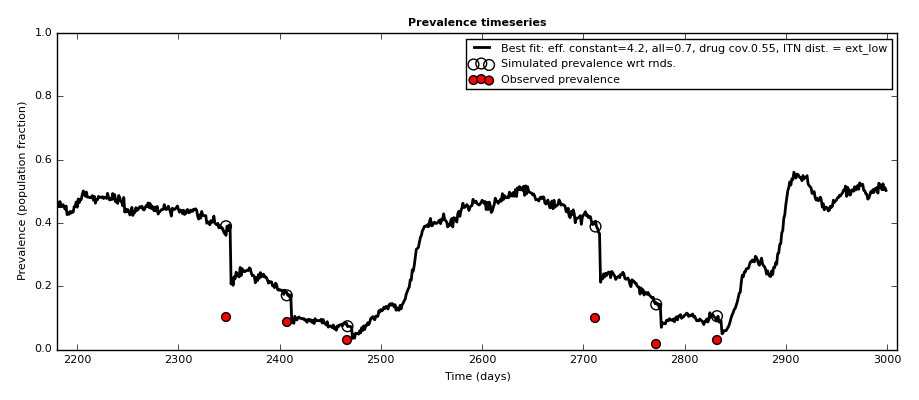 Prevalence timeseries
Best fit: eff. constant=4.2, all=0.7, drug cov.0.55, ITN dist. = ext_low
Simulated prevalence wrt rnds.
Observed prevalence
Prevalence (population fraction)
1.0
0.8
0.6
0.4
0.2
0.0
2200 2300 2400 2500 2600 2700 2800 2900 3000
Time (days)